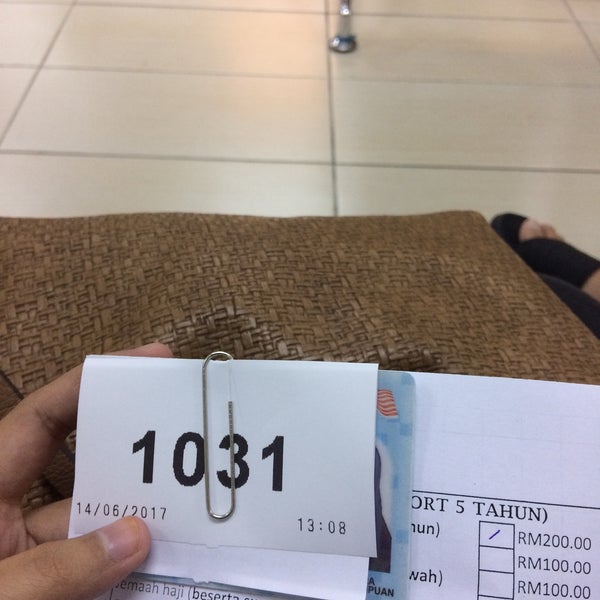 1031
14/06/2017 13:08
ORT 5 TAHUN)
hun) / RM200.00
RM100.00
wah) RM100.00
A
PUAN
emaah haji (beserta